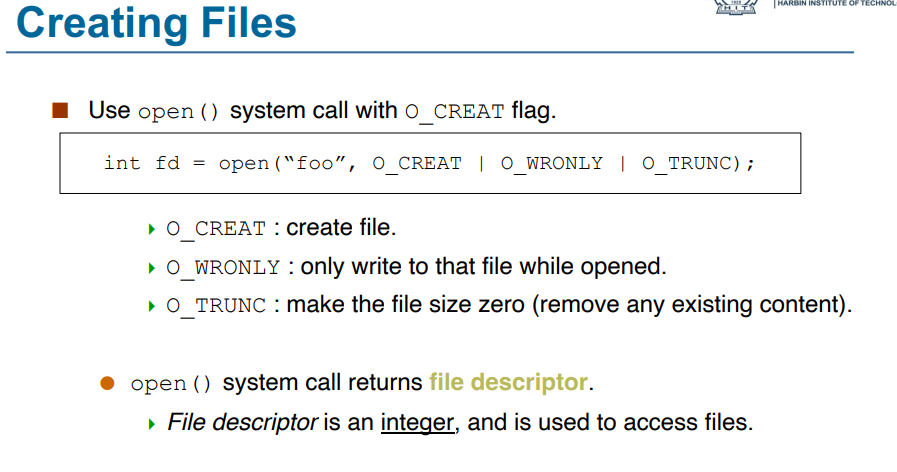 HARBIN INSTITUTE OF TECHNOL
Creating Files
Use open() system call with O_CREAT flag.
int fd = open(“foo”, O_CREAT | O_WRONLY | O_TRUNC);
O_CREAT : create file.
O_WRONLY : only write to that file while opened.
O_TRUNC : make the file size zero (remove any existing content).
open() system call returns file descriptor.
File descriptor is an integer, and is used to access files.